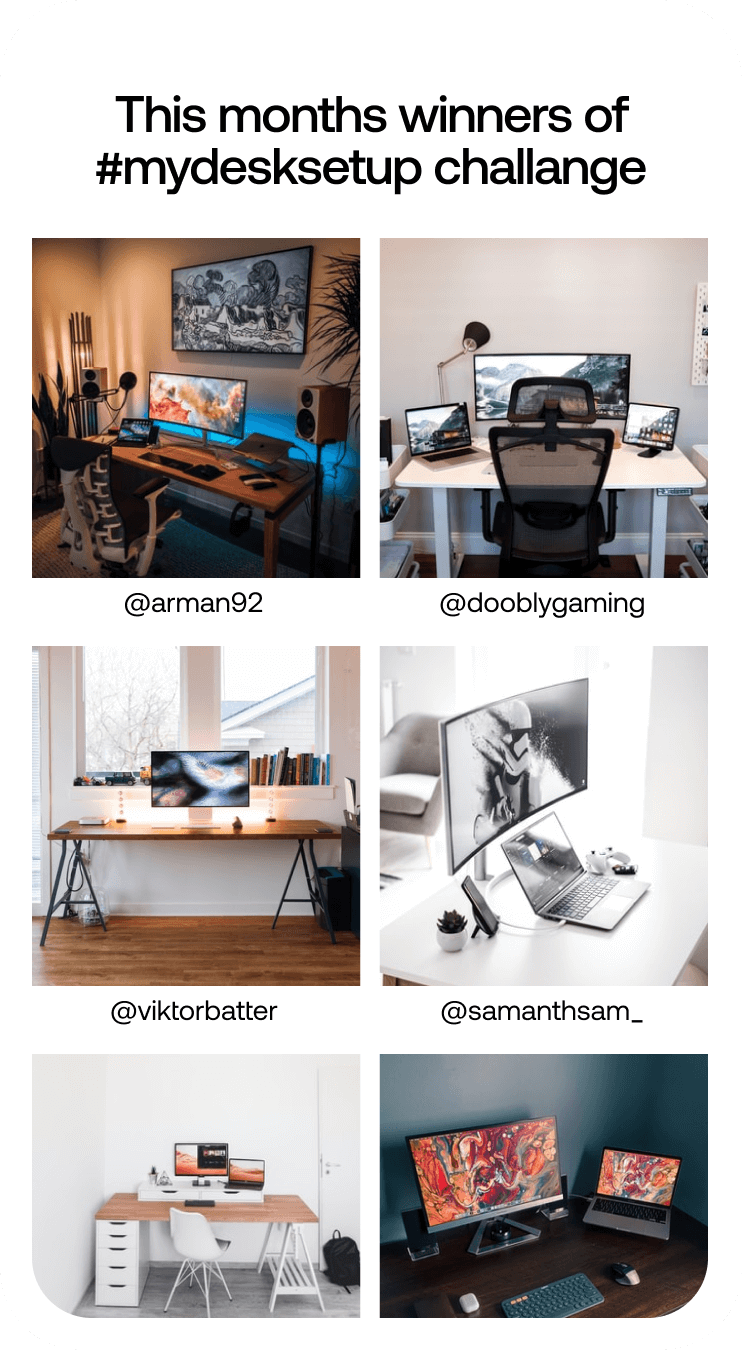 This months winners of
#mydesksetup challange
@arman92
@dooblygaming
@viktorbatter
@samanthsam_